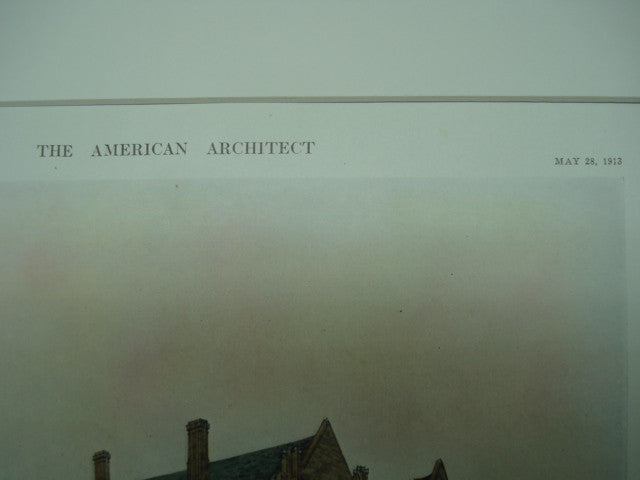 THE AMERICAN ARCHITECT
MAY 28, 1913